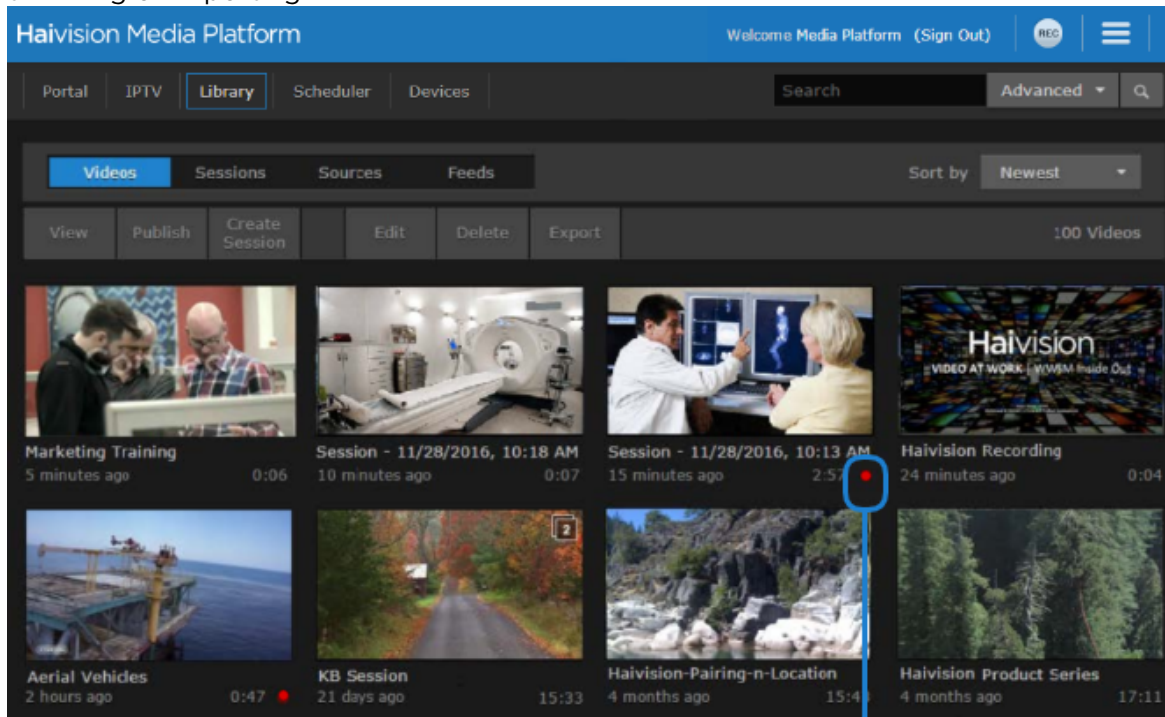 Haivision Media Platform
Welcome Media Platform (Sign Out)
REC
Portal IPTV Library Scheduler Devices
Search Advanced
Videos Sessions Sources Feeds
Sort by Newest
View Publish Create Session Edit Delete Export
100 Videos
Haivision
VIDEO AT WORK | WWSM Inside Out
Marketing Training
5 minutes ago 0:06
Session - 11/28/2016, 10:18 AM
10 minutes ago 0:07
Session - 11/28/2016, 10:13 AM
15 minutes ago 2:57
Haivision Recording
24 minutes ago 0:04
2
Aerial Vehicles
2 hours ago 0:47
KB Session
21 days ago 15:33
Haivision-Pairing-n-Location
4 months ago
Haivision Product Series
4 months ago 17:11